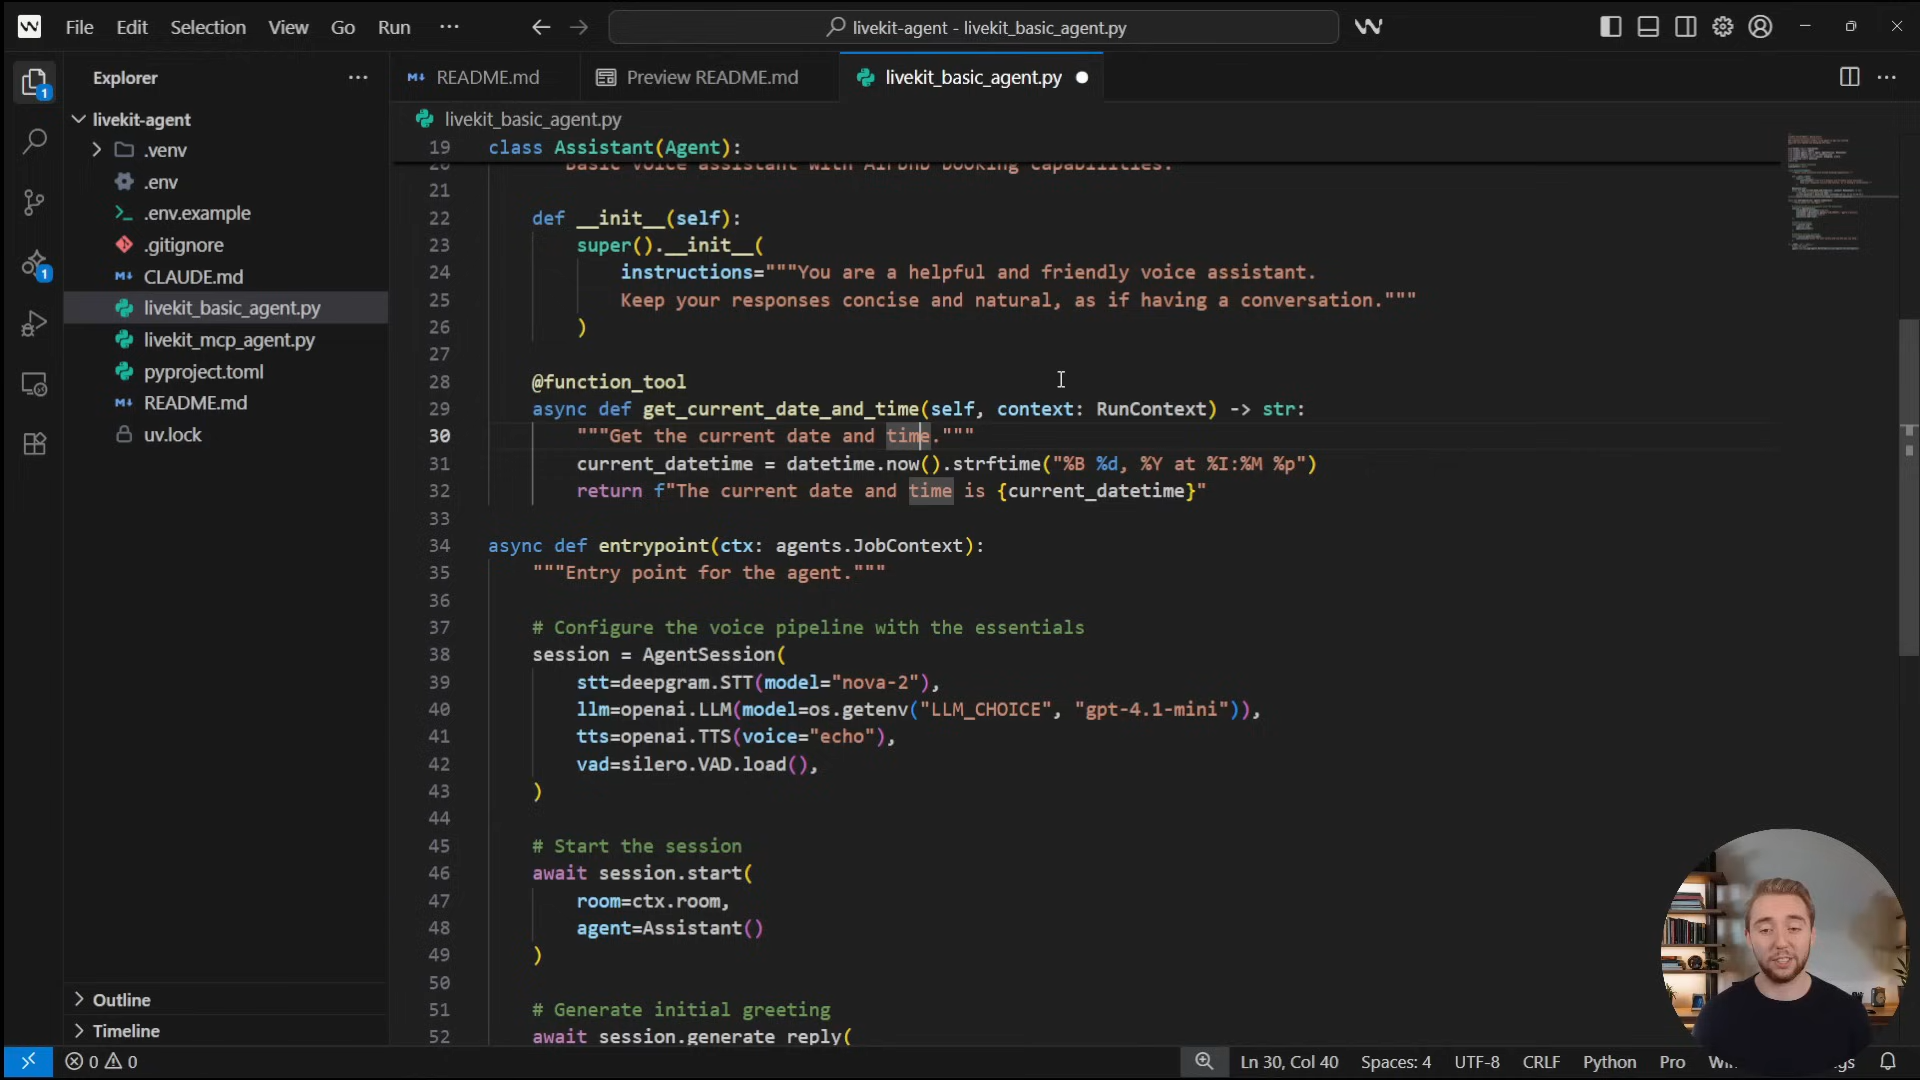 File Edit Selection View Go Run ···
livekit-agent - livekit_basic_agent.py
Explorer
README.md
Preview README.md
livekit_basic_agent.py
livekit-agent
.venv
.env
.env.example
.gitignore
CLAUDE.md
livekit_basic_agent.py
livekit_mcp_agent.py
pyproject.toml
README.md
uv.lock
Outline
Timeline
livekit_basic_agent.py
19 class Assistant(Agent):
20 """Basic voice assistant with Airbnb booking capabilities.
21
22 def __init__(self):
23 super().__init__(
24 instructions="""You are a helpful and friendly voice assistant.
25 Keep your responses concise and natural, as if having a conversation."""
26 )
27
28 @function_tool
29 async def get_current_date_and_time(self, context: RunContext) -> str:
30 """Get the current date and time."""
31 current_datetime = datetime.now().strftime("%B %d, %Y at %I:%M %p")
32 return f"The current date and time is {current_datetime}"
33
34 async def entrypoint(ctx: agents.JobContext):
35 """Entry point for the agent."""
36
37 # Configure the voice pipeline with the essentials
38 session = AgentSession(
39 stt=deepgram.STT(model="nova-2"),
40 llm=openai.LLM(model=os.getenv("LLM_CHOICE", "gpt-4.1-mini")),
41 tts=openai.TTS(voice="echo"),
42 vad=silero.VAD.load(),
43 )
44
45 # Start the session
46 await session.start(
47 room=ctx.room,
48 agent=Assistant()
49 )
50
51 # Generate initial greeting
52 await session.generate_reply(
0 0
Ln 30, Col 40 Spaces: 4 UTF-8 CRLF Python Pro